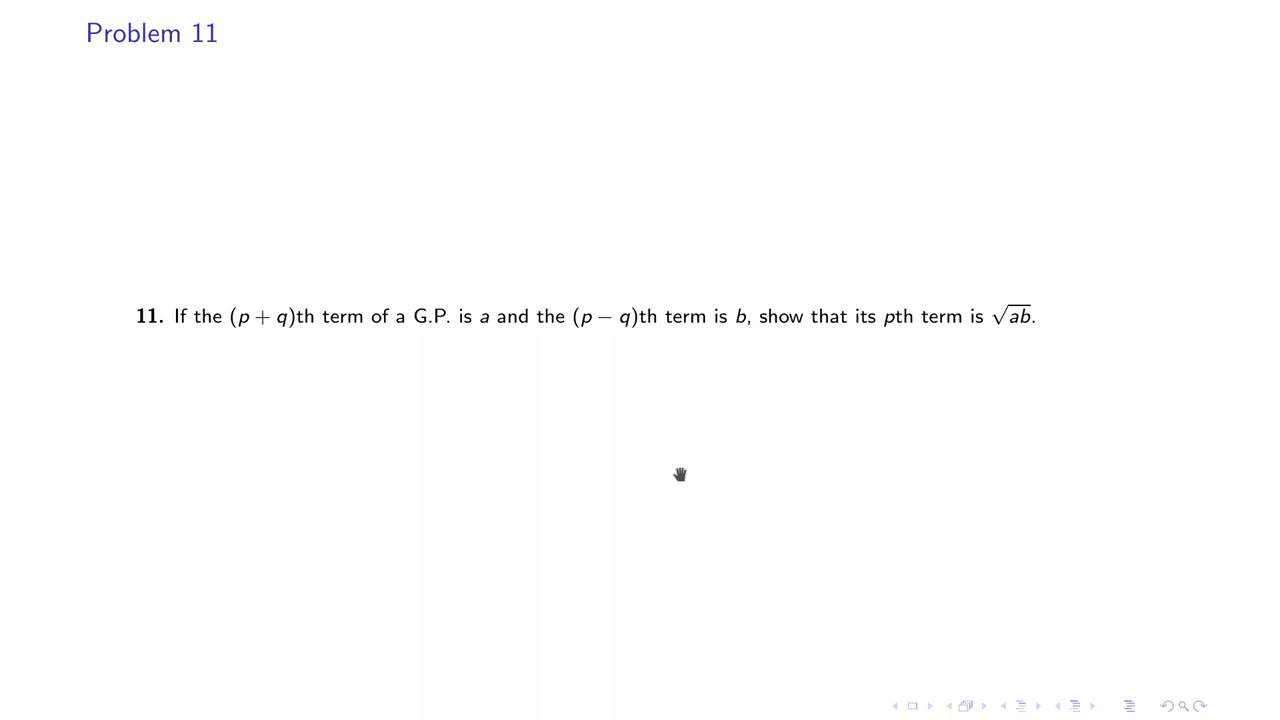 Problem 11
11. If the (p + q)th term of a G.P. is a and the (p − q)th term is b, show that its pth term is √ab.